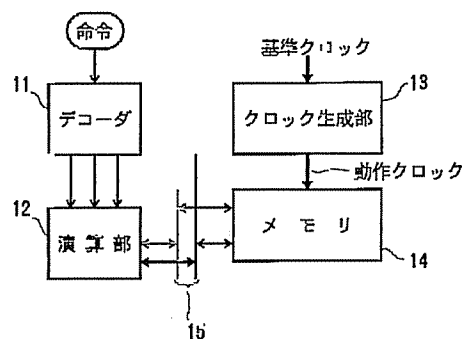 命令
基準クロック
11
デコーダ
クロック生成部
13
動作クロック
12
演算部
メモリ
14
15